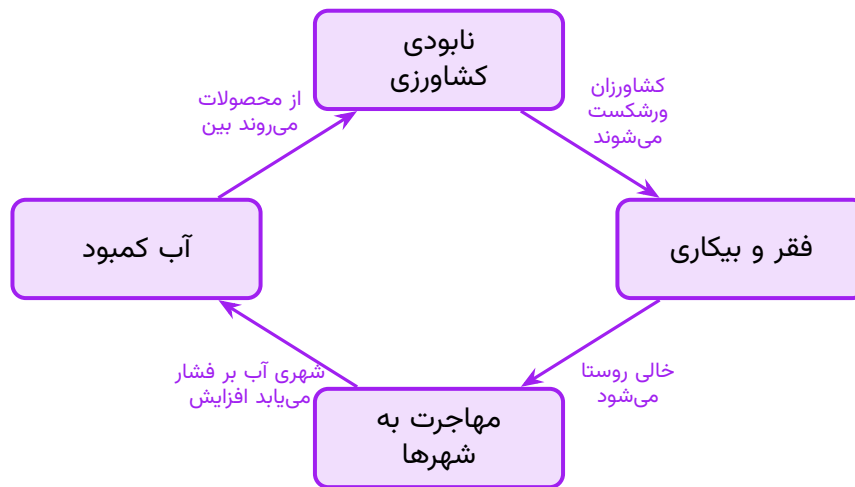 نابودی
کشاورزی
کشاورزان
ورشکست
می‌شوند
از محصولات
می‌روند بین
فقر و بیکاری
آب کمبود
خالی روستا
می‌شود
شهری آب بر فشار
می‌یابد افزایش
مهاجرت به
شهرها